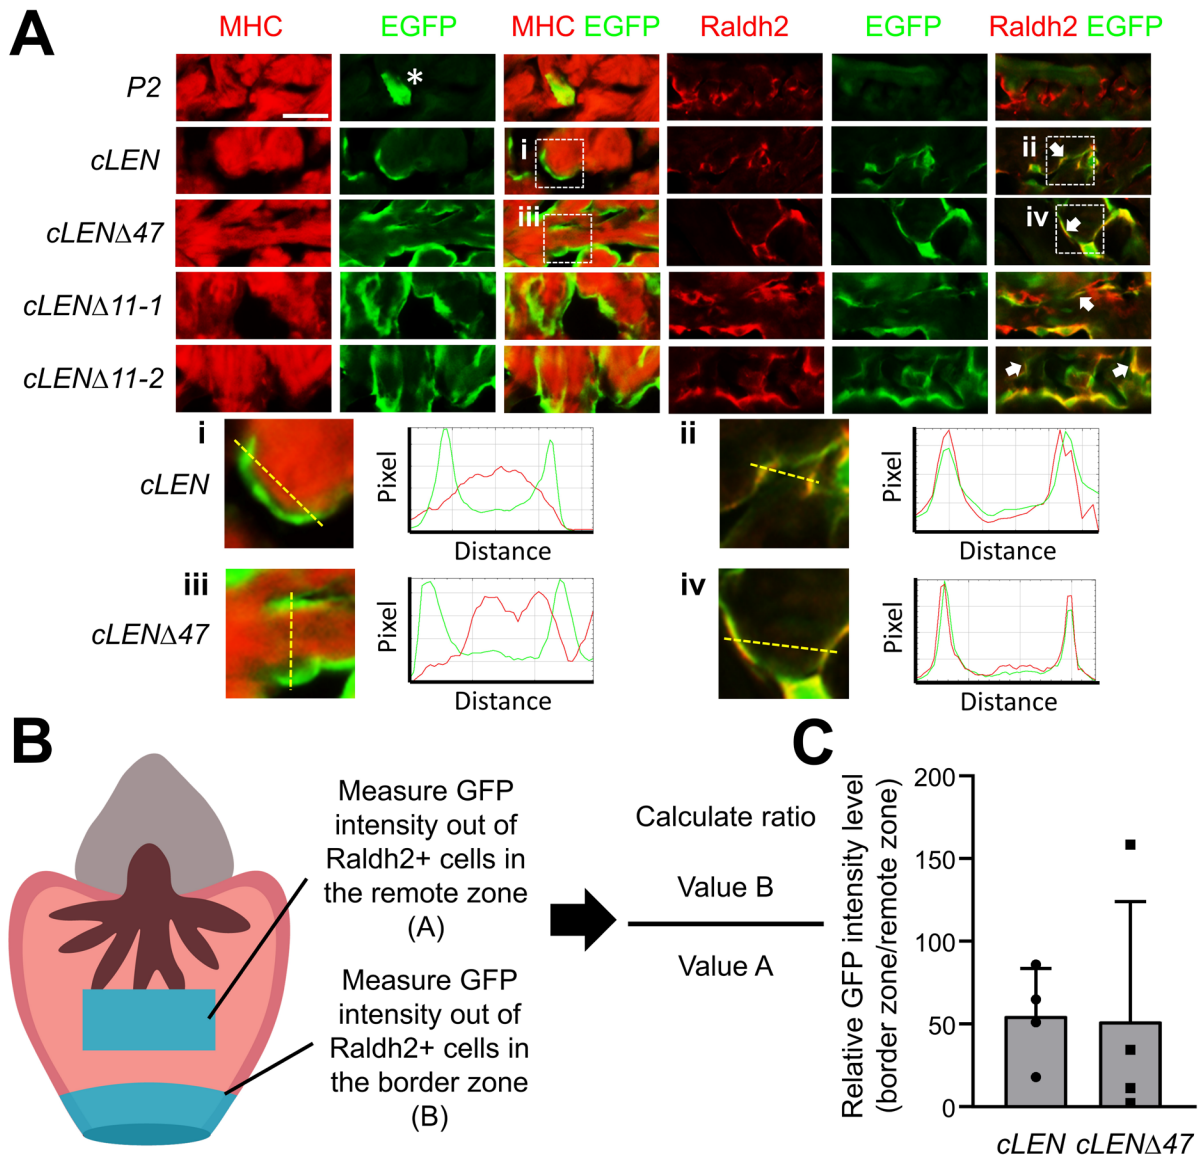 A
MHC EGFP MHC EGFP Raldh2 EGFP Raldh2 EGFP
P2 *
cLEN i ii
cLENΔ47 iii iv
cLENΔ11-1
cLENΔ11-2
i ii
cLEN Pixel Pixel
Distance Distance
iii iv
cLENΔ47 Pixel Pixel
Distance Distance
B
Measure GFP
intensity out of
Raldh2+ cells in
the remote zone
(A)
Measure GFP
intensity out of
Raldh2+ cells in
the border zone
(B)
Calculate ratio
Value B
Value A
C
Relative GFP intensity level
(border zone/remote zone)
200
150
100
50
0
cLEN cLENΔ47